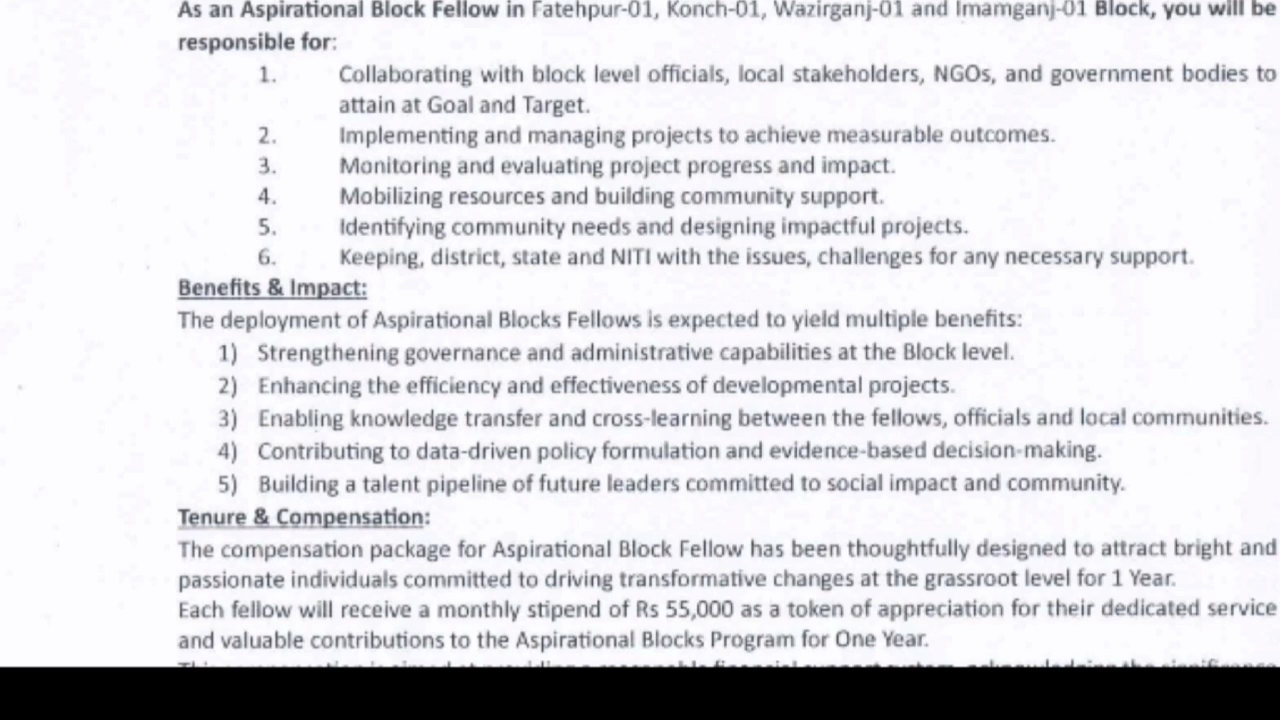 As an Aspirational Block Fellow in Fatehpur-01, Konch-01, Wazirganj-01 and Imamganj-01 Block, you will be
responsible for:
1. Collaborating with block level officials, local stakeholders, NGOs, and government bodies to
attain at Goal and Target.
2. Implementing and managing projects to achieve measurable outcomes.
3. Monitoring and evaluating project progress and impact.
4. Mobilizing resources and building community support.
5. Identifying community needs and designing impactful projects.
6. Keeping, district, state and NITI with the issues, challenges for any necessary support.
Benefits & Impact:
The deployment of Aspirational Blocks Fellows is expected to yield multiple benefits:
1) Strengthening governance and administrative capabilities at the Block level.
2) Enhancing the efficiency and effectiveness of developmental projects.
3) Enabling knowledge transfer and cross-learning between the fellows, officials and local communities.
4) Contributing to data-driven policy formulation and evidence-based decision-making.
5) Building a talent pipeline of future leaders committed to social impact and community.
Tenure & Compensation:
The compensation package for Aspirational Block Fellow has been thoughtfully designed to attract bright and
passionate individuals committed to driving transformative changes at the grassroot level for 1 Year.
Each fellow will receive a monthly stipend of Rs 55,000 as a token of appreciation for their dedicated service
and valuable contributions to the Aspirational Blocks Program for One Year.